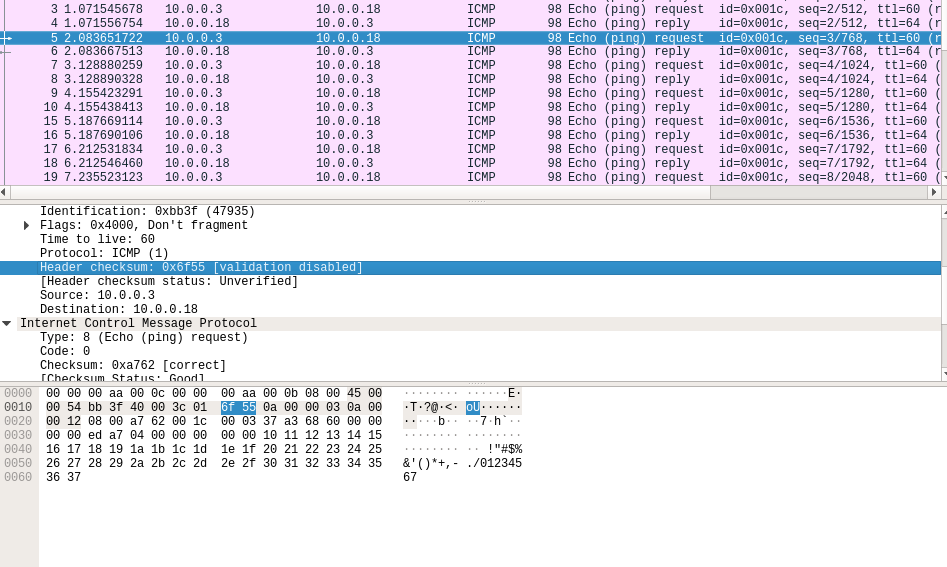 3 1.071545678 10.0.0.3 10.0.0.18 ICMP 98 Echo (ping) request id=0x001c, seq=2/512, ttl=60 (r
4 1.071556754 10.0.0.18 10.0.0.3 ICMP 98 Echo (ping) reply id=0x001c, seq=2/512, ttl=64 (r
5 2.083651722 10.0.0.3 10.0.0.18 ICMP 98 Echo (ping) request id=0x001c, seq=3/768, ttl=60 (r
6 2.083667513 10.0.0.18 10.0.0.3 ICMP 98 Echo (ping) reply id=0x001c, seq=3/768, ttl=64 (r
7 3.128880259 10.0.0.3 10.0.0.18 ICMP 98 Echo (ping) request id=0x001c, seq=4/1024, ttl=60 (
8 3.128890328 10.0.0.18 10.0.0.3 ICMP 98 Echo (ping) reply id=0x001c, seq=4/1024, ttl=64 (
9 4.155423291 10.0.0.3 10.0.0.18 ICMP 98 Echo (ping) request id=0x001c, seq=5/1280, ttl=60 (
10 4.155438413 10.0.0.18 10.0.0.3 ICMP 98 Echo (ping) reply id=0x001c, seq=5/1280, ttl=64 (
15 5.187669114 10.0.0.3 10.0.0.18 ICMP 98 Echo (ping) request id=0x001c, seq=6/1536, ttl=60 (
16 5.187690106 10.0.0.18 10.0.0.3 ICMP 98 Echo (ping) reply id=0x001c, seq=6/1536, ttl=64 (
17 6.212531834 10.0.0.3 10.0.0.18 ICMP 98 Echo (ping) request id=0x001c, seq=7/1792, ttl=60 (
18 6.212546460 10.0.0.18 10.0.0.3 ICMP 98 Echo (ping) reply id=0x001c, seq=7/1792, ttl=64 (
19 7.235523123 10.0.0.3 10.0.0.18 ICMP 98 Echo (ping) request id=0x001c, seq=8/2048, ttl=60 (
Identification: 0xbb3f (47935)
Flags: 0x4000, Don't fragment
Time to live: 60
Protocol: ICMP (1)
Header checksum: 0x6f55 [validation disabled]
[Header checksum status: Unverified]
Source: 10.0.0.3
Destination: 10.0.0.18
Internet Control Message Protocol
Type: 8 (Echo (ping) request)
Code: 0
Checksum: 0xa762 [correct]
[Checksum Status: Good]
0000 00 00 00 aa 00 0c 00 00 00 aa 00 0b 08 00 45 00 ········ ······E·
0010 00 54 bb 3f 40 00 3c 01 6f 55 0a 00 00 03 0a 00 ·T·?@·<· oU······
0020 00 12 08 00 a7 62 00 1c 00 03 37 a3 68 60 00 00 ·····b·· ··7·h`··
0030 00 00 ed a7 04 00 00 00 00 00 10 11 12 13 14 15 ········ ········
0040 16 17 18 19 1a 1b 1c 1d 1e 1f 20 21 22 23 24 25 ········ ·· !"#$%
0050 26 27 28 29 2a 2b 2c 2d 2e 2f 30 31 32 33 34 35 &'()*+,- ./012345
0060 36 37 67